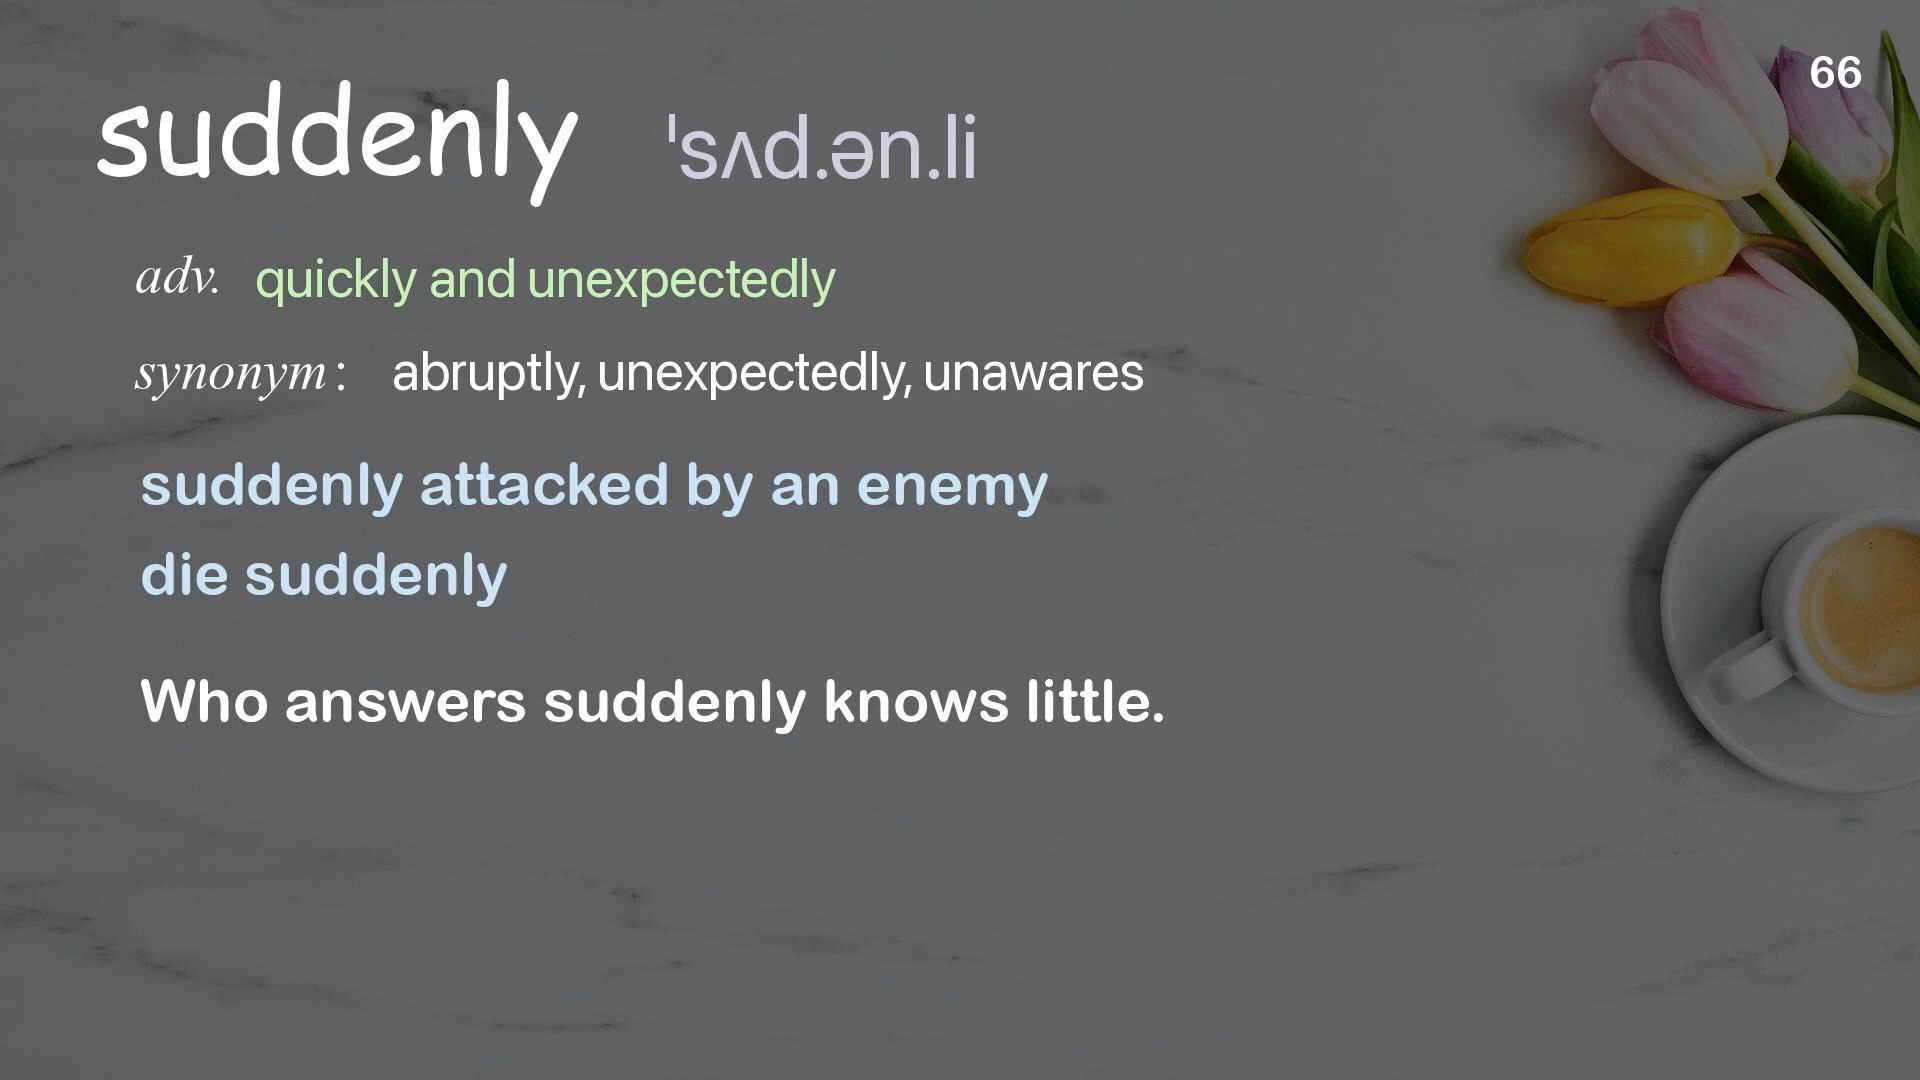 66
suddenly ˈsʌd.ən.li
adv. quickly and unexpectedly
synonym : abruptly, unexpectedly, unawares
suddenly attacked by an enemy
die suddenly
Who answers suddenly knows little.